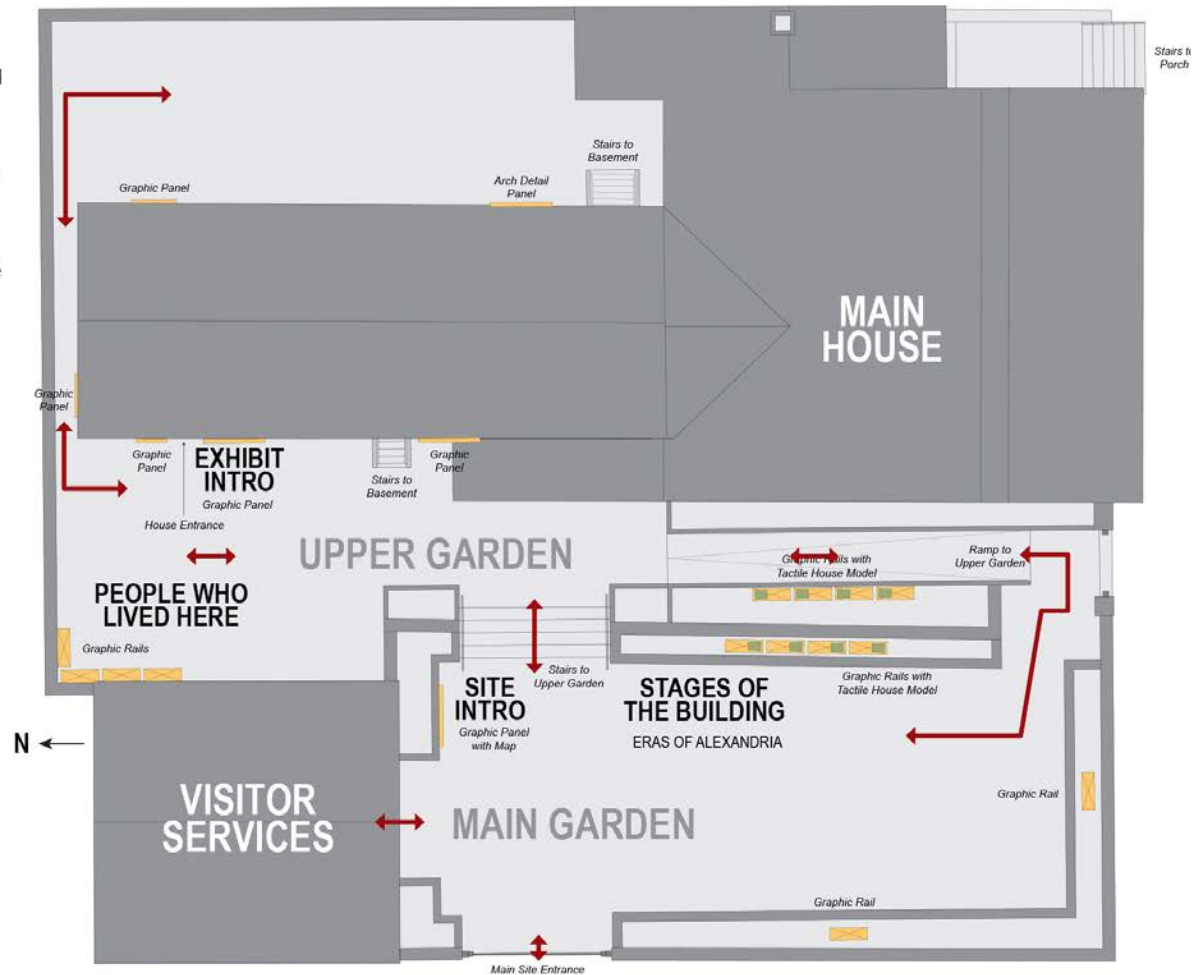 Stairs to
Porch
Stairs to
Basement
Graphic Panel
Arch Detail
Panel
MAIN
HOUSE
Graphic
Panel
Graphic
Panel
EXHIBIT
INTRO
Graphic Panel
Stairs to
Basement
Graphic
Panel
House Entrance
UPPER GARDEN
Graphic Rails with
Tactile House Model
Ramp to
Upper Garden
PEOPLE WHO
LIVED HERE
Graphic Rails
Stairs to
Upper Garden
SITE
INTRO
Graphic Panel
with Map
STAGES OF
THE BUILDING
ERAS OF ALEXANDRIA
Graphic Rails with
Tactile House Model
N
VISITOR
SERVICES
MAIN GARDEN
Graphic Rail
Graphic Rail
Main Site Entrance